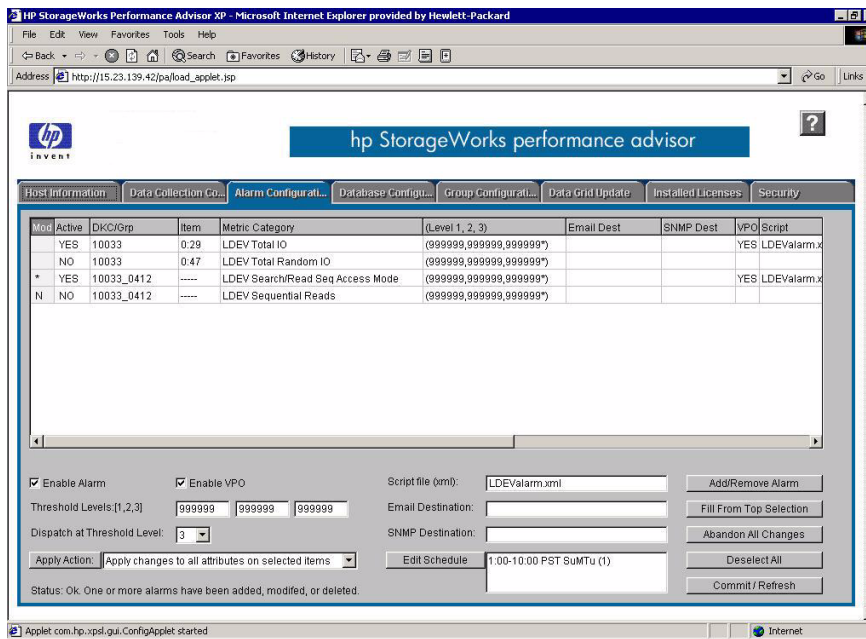 HP StorageWorks Performance Advisor XP - Microsoft Internet Explorer provided by Hewlett-Packard
File Edit View Favorites Tools Help
Back Search Favorites History
Address http://15.23.139.42/pa/load_applet.jsp Go Links
hp
invent
hp StorageWorks performance advisor
?
Host Information Data Collection Co... Alarm Configurati... Database Configu... Group Configurati... Data Grid Update Installed Licenses Security
Mod Active DKC/Grp Item Metric Category (Level 1, 2, 3) Email Dest SNMP Dest VPO Script
YES 10033 0:29 LDEV Total IO (999999,999999,999999*) YES LDEValarm.x
NO 10033 0:47 LDEV Total Random IO (999999,999999,999999*)
* YES 10033_0412 ----- LDEV Search/Read Seq Access Mode (999999,999999,999999*) YES LDEValarm.x
N NO 10033_0412 ----- LDEV Sequential Reads (999999,999999,999999*)
Enable Alarm Enable VPO Script file (xml): LDEValarm.xml Add/Remove Alarm
Threshold Levels:[1,2,3] 999999 999999 999999 Email Destination: Fill From Top Selection
Dispatch at Threshold Level: 3 SNMP Destination: Abandon All Changes
Apply Action: Apply changes to all attributes on selected items Edit Schedule 1:00-10:00 PST SuMTu (1) Deselect All
Status: Ok. One or more alarms have been added, modifed, or deleted. Commit / Refresh
Applet com.hp.xpsl.gui.ConfigApplet started Internet